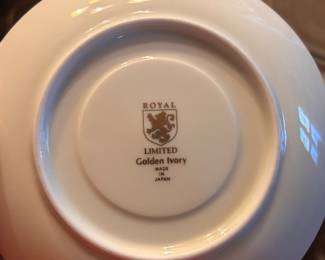 ROYAL
LIMITED
Golden Ivory
MADE
IN
JAPAN